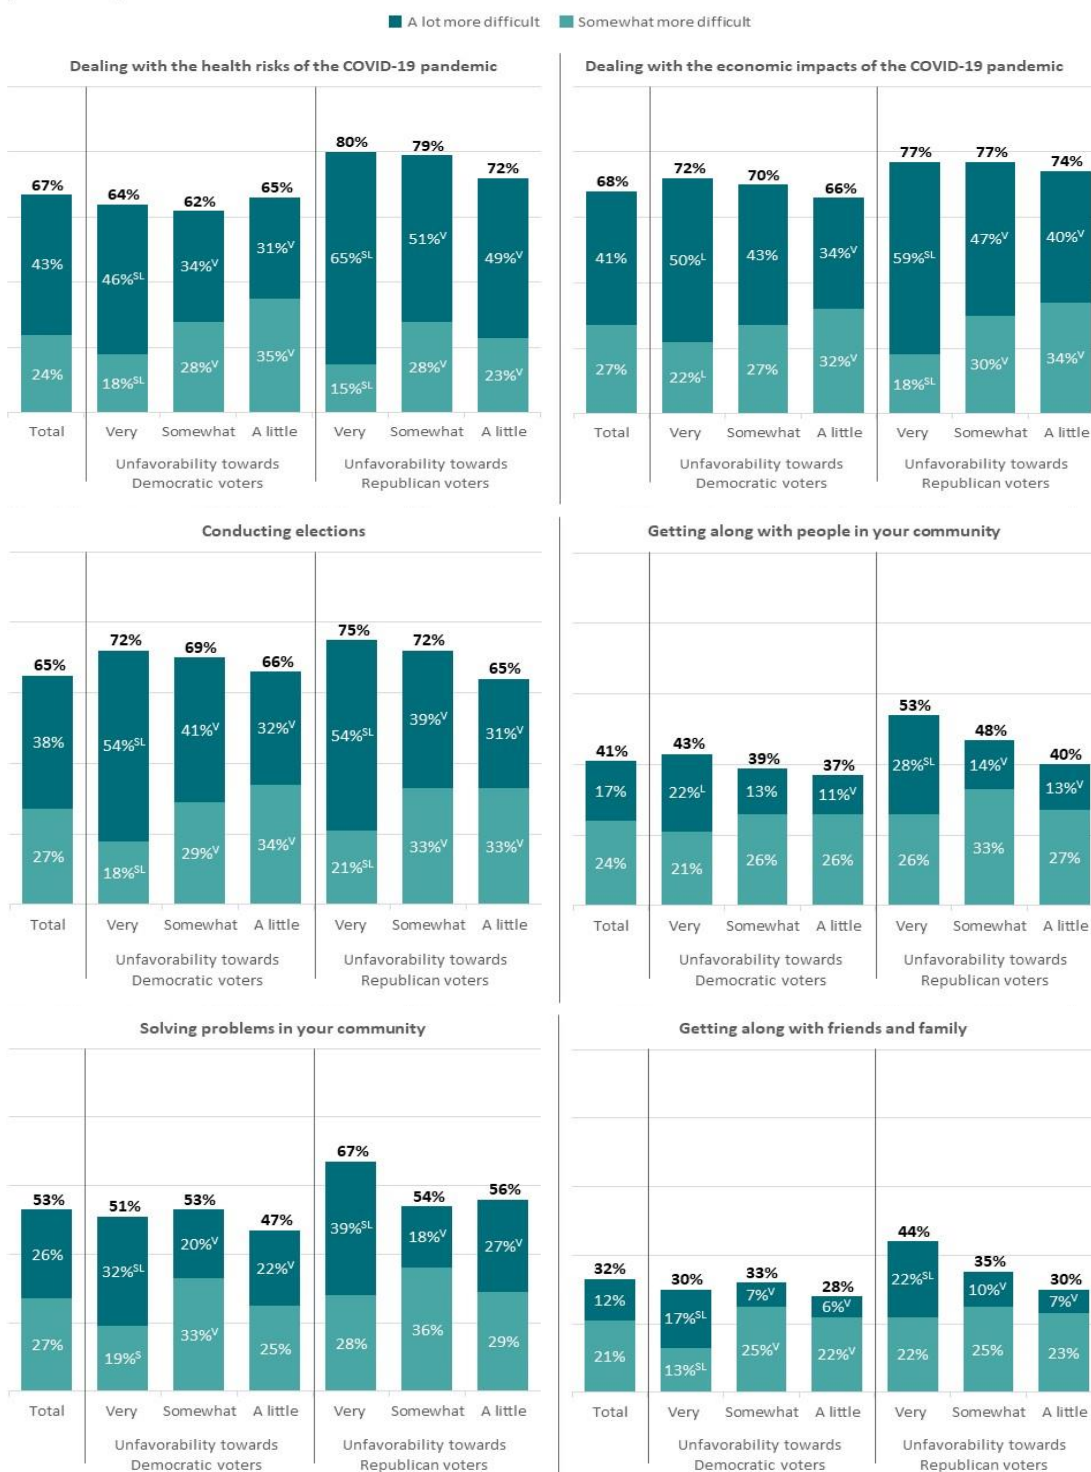 A lot more difficult Somewhat more difficult
Dealing with the health risks of the COVID-19 pandemic
67%
43%
24%
64%
46%SL
18%SL
62%
34%V
28%V
65%
31%V
35%V
80%
65%SL
15%SL
79%
51%V
28%V
72%
49%V
23%V
Total Very Somewhat A little Very Somewhat A little
Unfavorability towards Unfavorability towards
Democratic voters Republican voters
Dealing with the economic impacts of the COVID-19 pandemic
68%
41%
27%
72%
50%L
22%L
70%
43%
27%
66%
34%V
32%V
77%
59%SL
18%SL
77%
47%V
30%V
74%
40%V
34%V
Total Very Somewhat A little Very Somewhat A little
Unfavorability towards Unfavorability towards
Democratic voters Republican voters
Conducting elections
65%
38%
27%
72%
54%SL
18%SL
69%
41%V
29%V
66%
32%V
34%V
75%
54%SL
21%SL
72%
39%V
33%V
65%
31%V
33%V
Total Very Somewhat A little Very Somewhat A little
Unfavorability towards Unfavorability towards
Democratic voters Republican voters
Getting along with people in your community
41%
17%
24%
43%
22%L
21%
39%
13%
26%
37%
11%V
26%
53%
28%SL
26%
48%
14%V
33%
40%
13%V
27%
Total Very Somewhat A little Very Somewhat A little
Unfavorability towards Unfavorability towards
Democratic voters Republican voters
Solving problems in your community
53%
26%
27%
51%
32%SL
19%S
53%
20%V
33%V
47%
22%V
25%
67%
39%SL
28%
54%
18%V
36%
56%
27%V
29%
Total Very Somewhat A little Very Somewhat A little
Unfavorability towards Unfavorability towards
Democratic voters Republican voters
Getting along with friends and family
32%
12%
21%
30%
17%SL
13%SL
33%
7%V
25%V
28%
6%V
22%V
44%
22%SL
22%
35%
10%V
25%
30%
7%V
23%
Total Very Somewhat A little Very Somewhat A little
Unfavorability towards Unfavorability towards
Democratic voters Republican voters